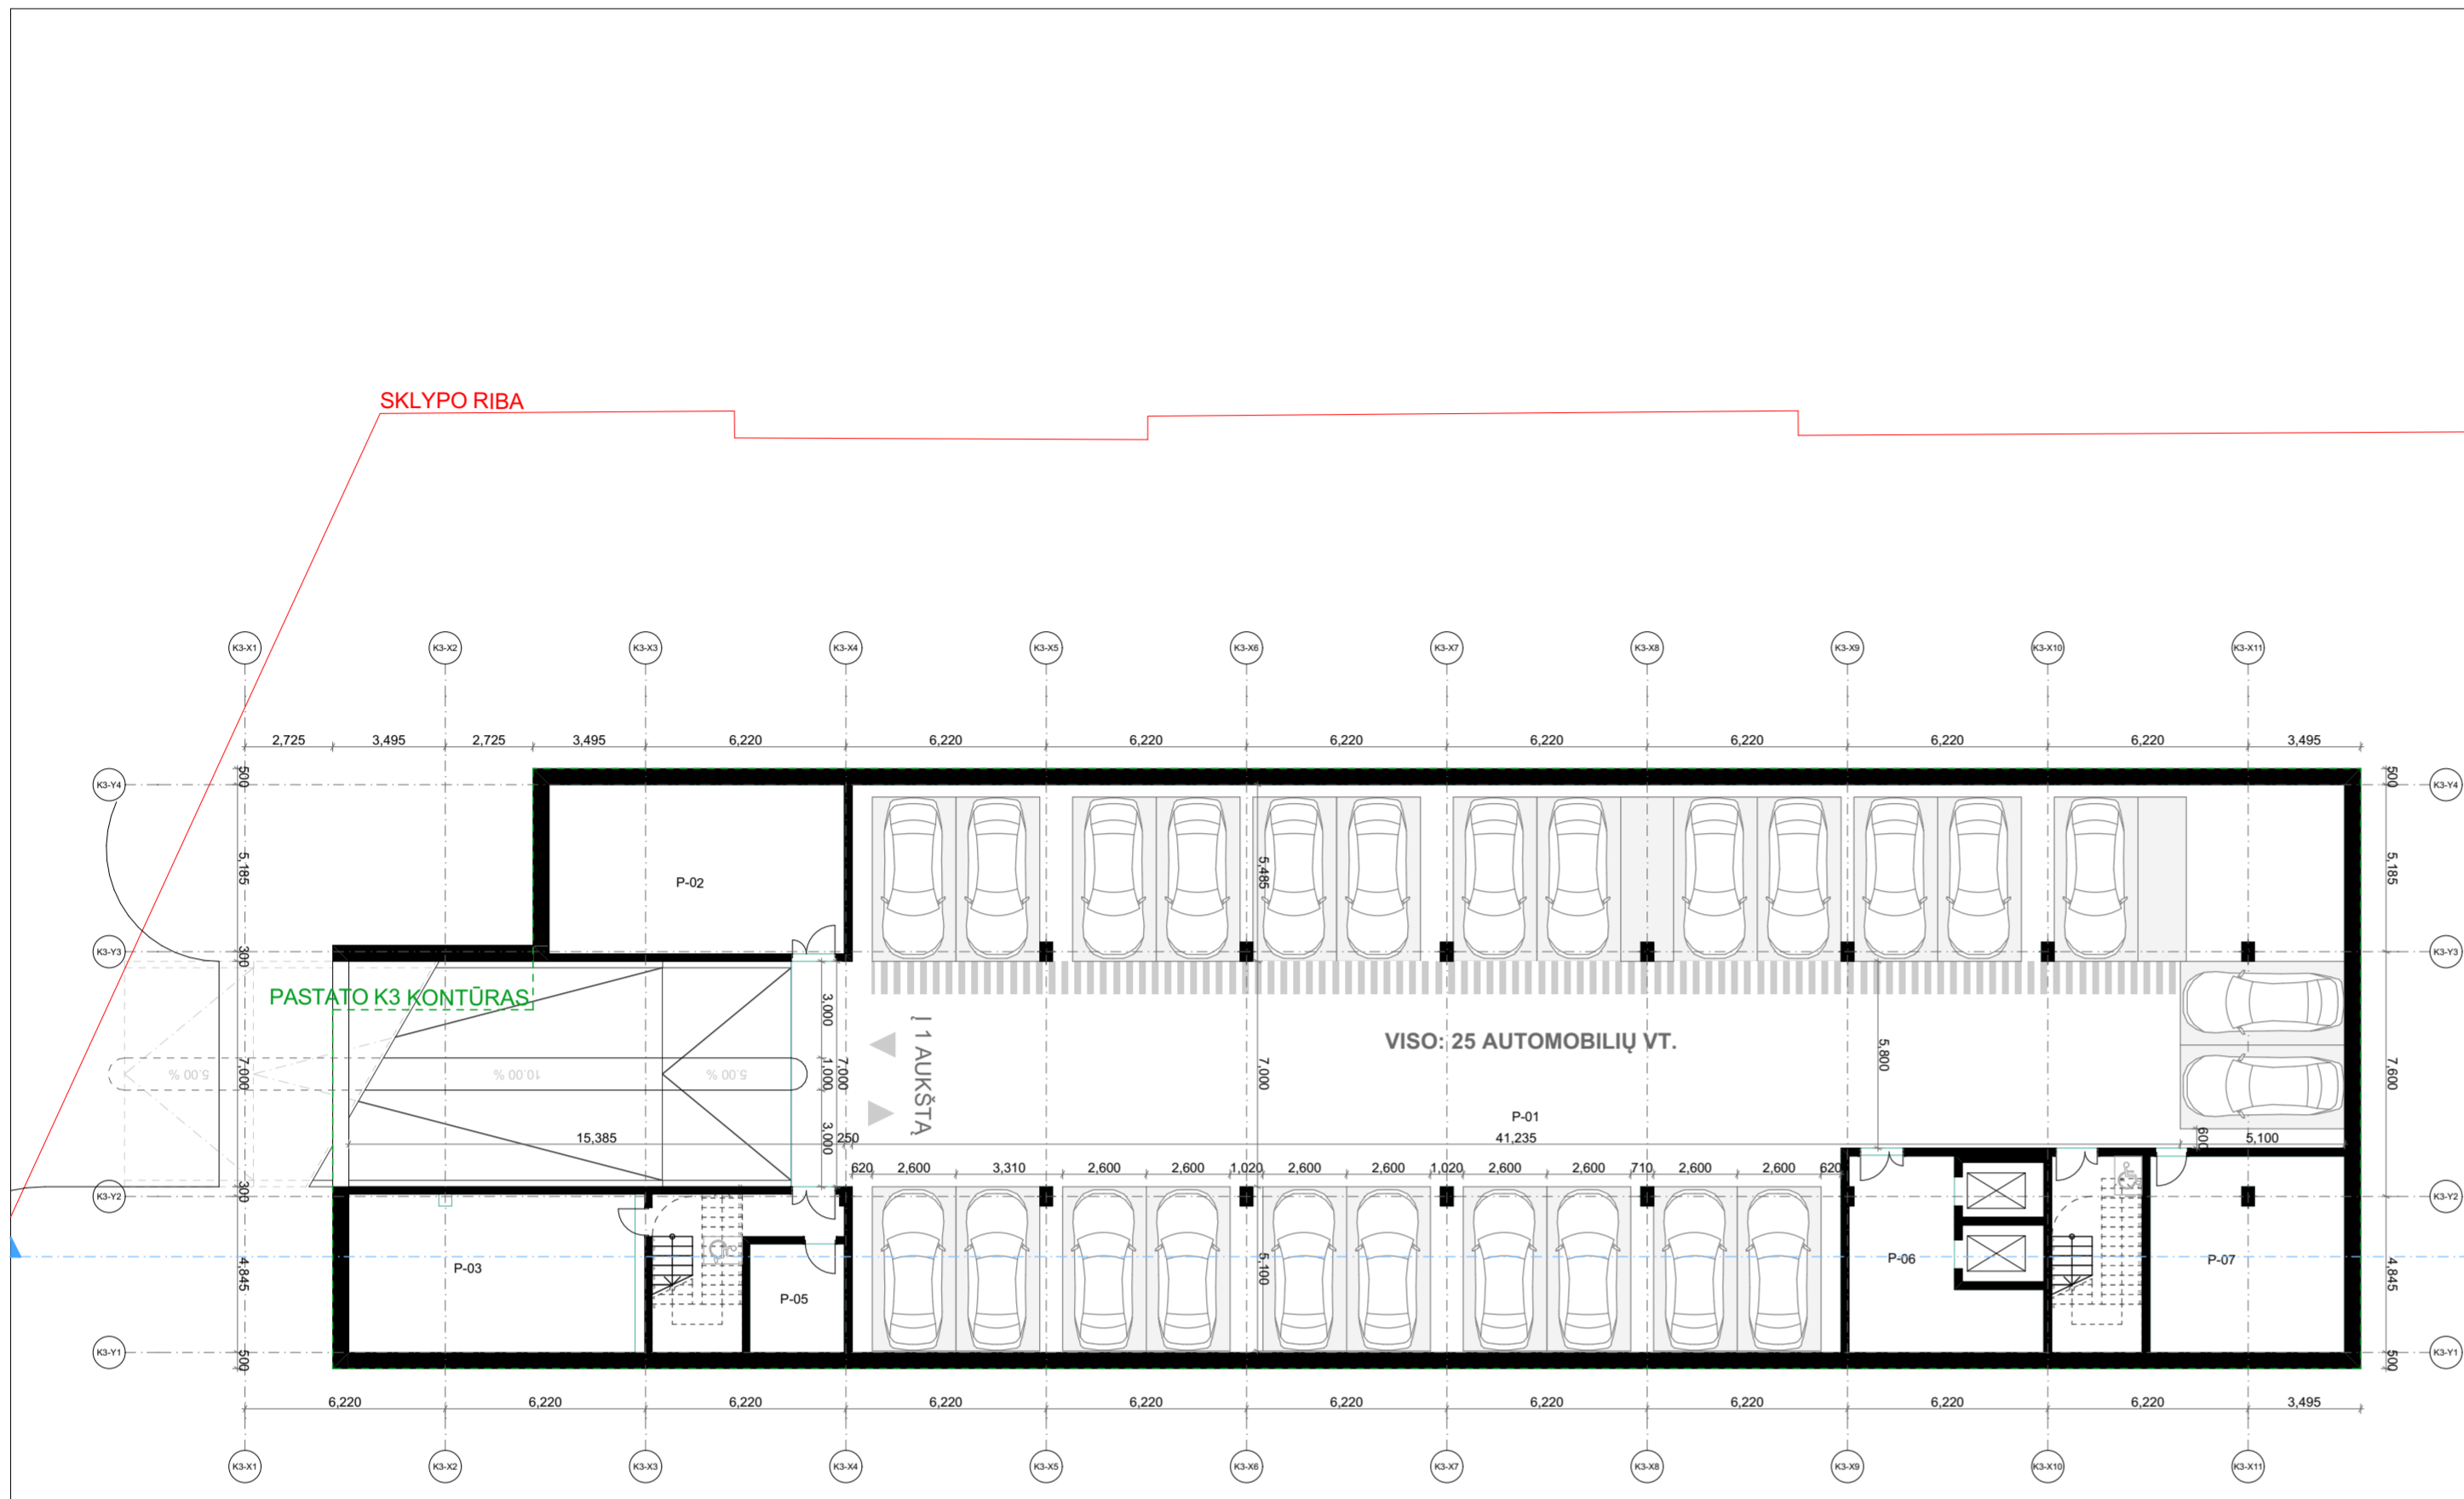 SKLYPO RIBA
K3-X1
K3-X2
K3-X3
K3-X4
K3-X5
K3-X6
K3-X7
K3-X8
K3-X9
K3-X10
K3-X11
2,725
3,495
2,725
3,495
6,220
6,220
6,220
6,220
6,220
6,220
6,220
6,220
3,495
K3-Y4
500
500
K3-Y4
5,185
P-02
5,485
5,185
K3-Y3
300
K3-Y3
PASTATO K3 KONTŪRAS
3,000
Į 1 AUKŠTĄ
VISO: 25 AUTOMOBILIŲ VT.
5,800
5.00 %
7,000
10.00 %
5.00 %
1,000
7,000
7,000
7,600
P-01
15,385
3,000
250
41,235
600
5,100
620
2,600
3,310
2,600
2,600
1,020
2,600
2,600
1,020
2,600
2,600
710
2,600
2,600
620
K3-Y2
300
K3-Y2
4,845
P-03
P-05
5,100
P-06
P-07
4,845
K3-Y1
500
500
K3-Y1
6,220
6,220
6,220
6,220
6,220
6,220
6,220
6,220
6,220
6,220
3,495
K3-X1
K3-X2
K3-X3
K3-X4
K3-X5
K3-X6
K3-X7
K3-X8
K3-X9
K3-X10
K3-X11